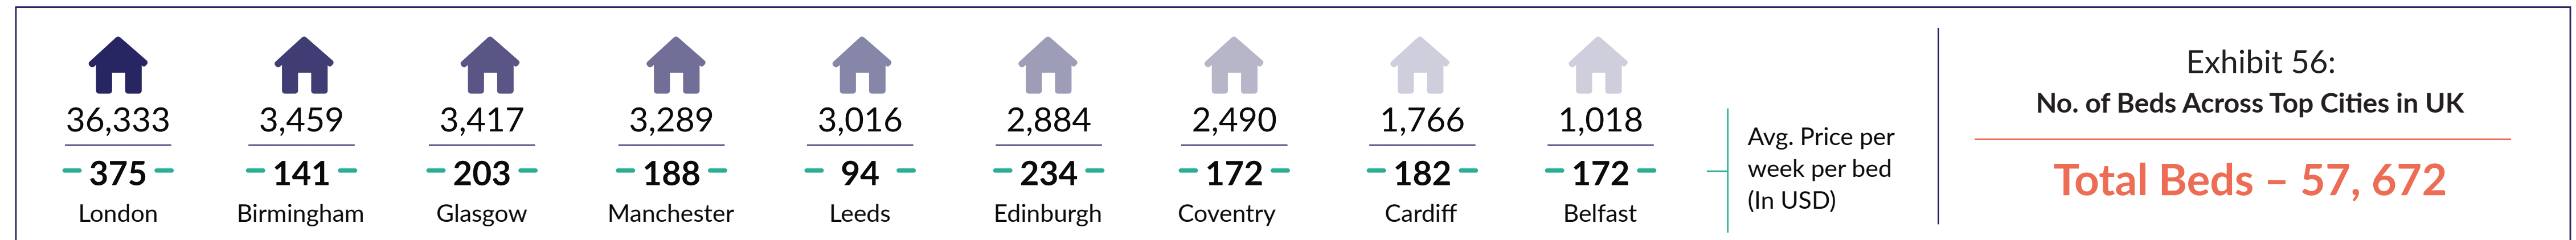 36,333
375
London
3,459
141
Birmingham
3,417
203
Glasgow
3,289
188
Manchester
3,016
94
Leeds
2,884
234
Edinburgh
2,490
172
Coventry
1,766
182
Cardiff
1,018
172
Belfast
Avg. Price per
week per bed
(In USD)
Exhibit 56:
No. of Beds Across Top Cities in UK
Total Beds – 57, 672